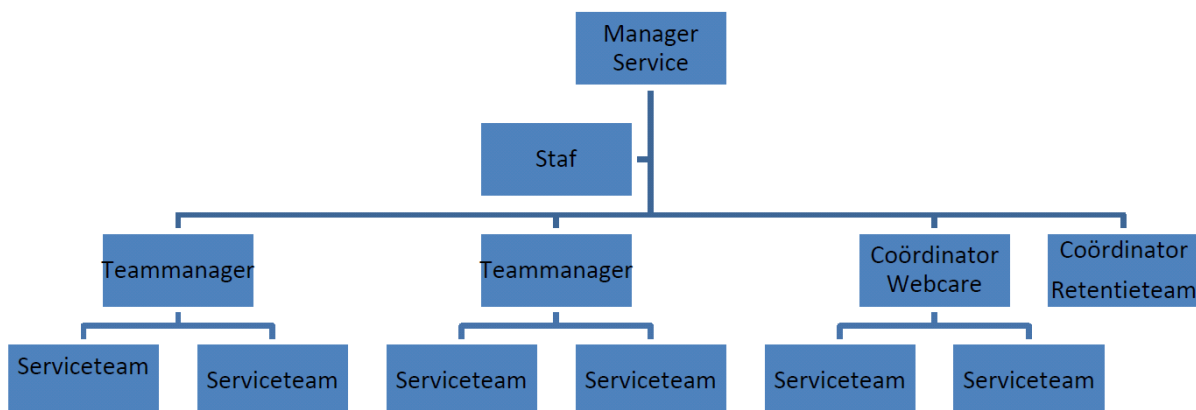 Manager
Service
Staf
Teammanager
Teammanager
Coördinator
Webcare
Coördinator
Retentieteam
Serviceteam
Serviceteam
Serviceteam
Serviceteam
Serviceteam
Serviceteam